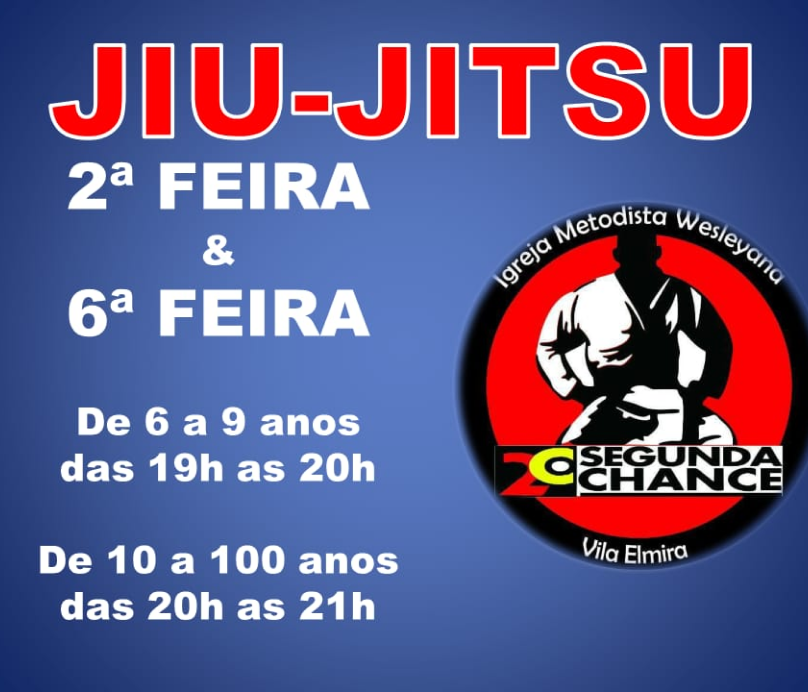 JIU-JITSU
2ª FEIRA
&
6ª FEIRA
De 6 a 9 anos
das 19h as 20h
De 10 a 100 anos
das 20h as 21h
Igreja Metodista Wesleyana
2º SEGUNDA
CHANCE
Vila Elmira